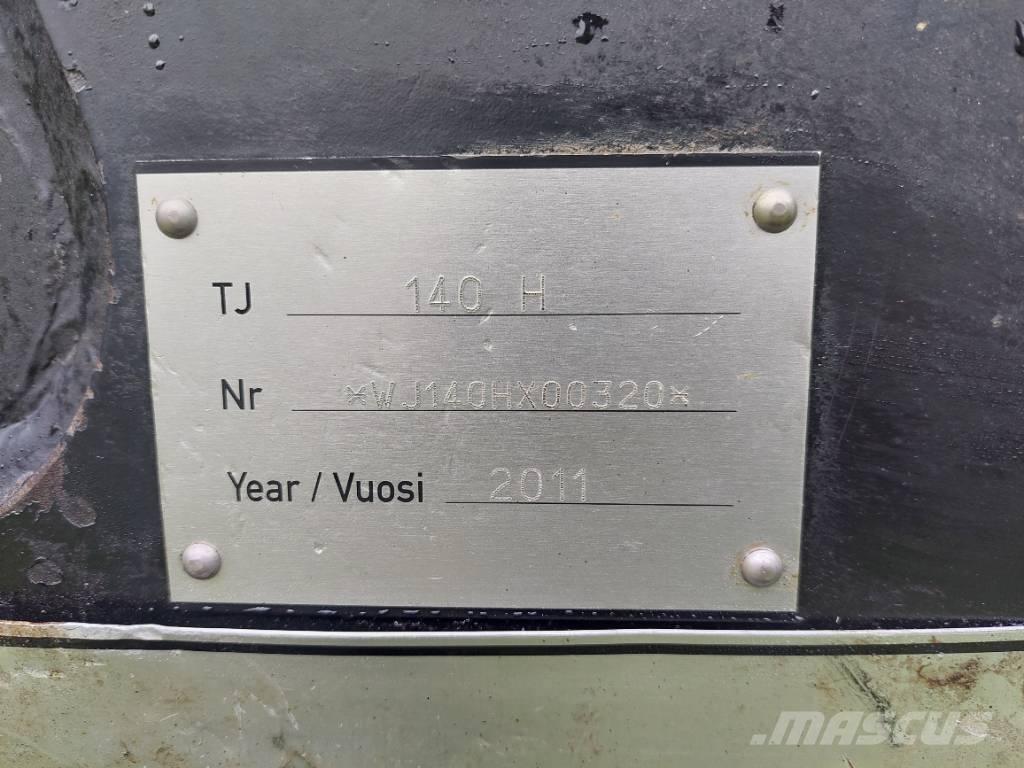 TJ 140 H
Nr *WJ140HX00320*
Year / Vuosi 2011
MASCUS